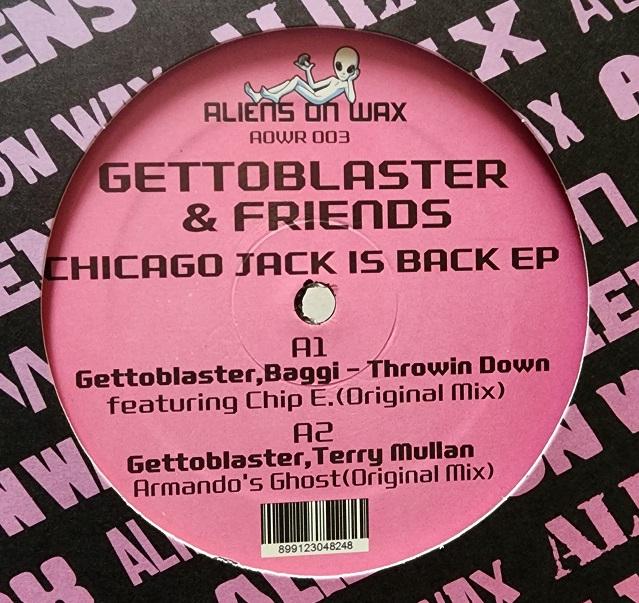 ALIENS ON WAX
AOWR 003
GETTOBLASTER
& FRIENDS
CHICAGO JACK IS BACK EP
A1
Gettoblaster,Baggi - Throwin Down
featuring Chip E.(Original Mix)
A2
Gettoblaster,Terry Mullan
Armando's Ghost(Original Mix)
899123048248